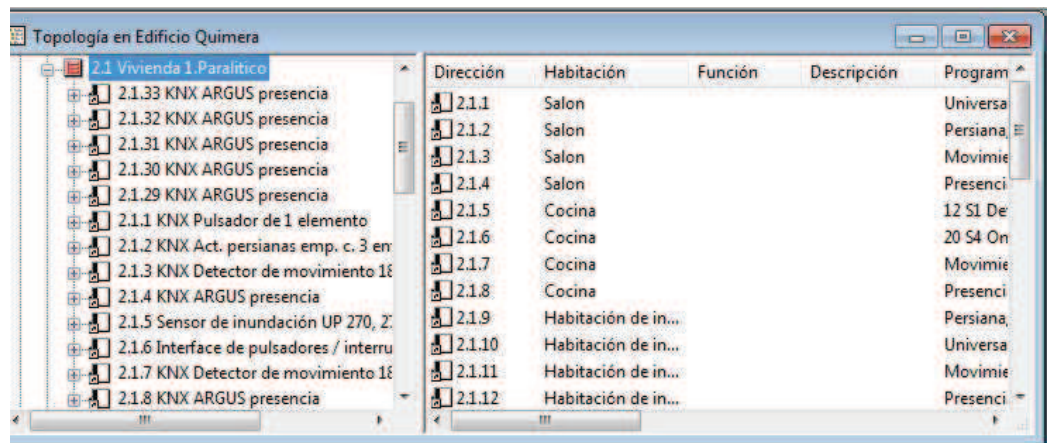 Topología en Edificio Quimera
2.1 Vivienda 1.Paralitico
2.1.33 KNX ARGUS presencia
2.1.32 KNX ARGUS presencia
2.1.31 KNX ARGUS presencia
2.1.30 KNX ARGUS presencia
2.1.29 KNX ARGUS presencia
2.1.1 KNX Pulsador de 1 elemento
2.1.2 KNX Act. persianas emp. c. 3 en
2.1.3 KNX Detector de movimiento 18
2.1.4 KNX ARGUS presencia
2.1.5 Sensor de inundación UP 270, 2
2.1.6 Interface de pulsadores / interru
2.1.7 KNX Detector de movimiento 18
2.1.8 KNX ARGUS presencia
Dirección Habitación Función Descripción Program
2.1.1 Salon Universa
2.1.2 Salon Persiana,
2.1.3 Salon Movimie
2.1.4 Salon Presenci
2.1.5 Cocina 12 S1 De
2.1.6 Cocina 20 S4 On
2.1.7 Cocina Movimie
2.1.8 Cocina Presenci
2.1.9 Habitación de in... Persiana,
2.1.10 Habitación de in... Universa
2.1.11 Habitación de in... Movimie
2.1.12 Habitación de in... Presenci